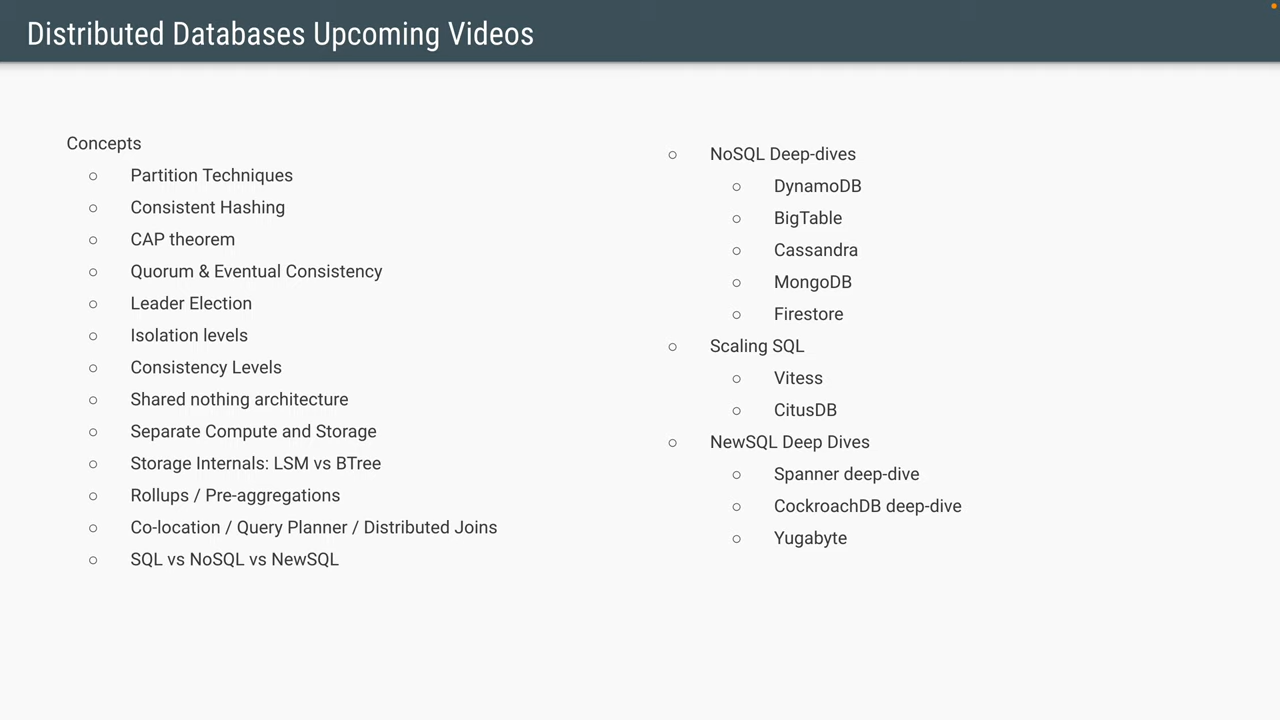 Distributed Databases Upcoming Videos
Concepts
Partition Techniques
Consistent Hashing
CAP theorem
Quorum & Eventual Consistency
Leader Election
Isolation levels
Consistency Levels
Shared nothing architecture
Separate Compute and Storage
Storage Internals: LSM vs BTree
Rollups / Pre-aggregations
Co-location / Query Planner / Distributed Joins
SQL vs NoSQL vs NewSQL
NoSQL Deep-dives
DynamoDB
BigTable
Cassandra
MongoDB
Firestore
Scaling SQL
Vitess
CitusDB
NewSQL Deep Dives
Spanner deep-dive
CockroachDB deep-dive
Yugabyte